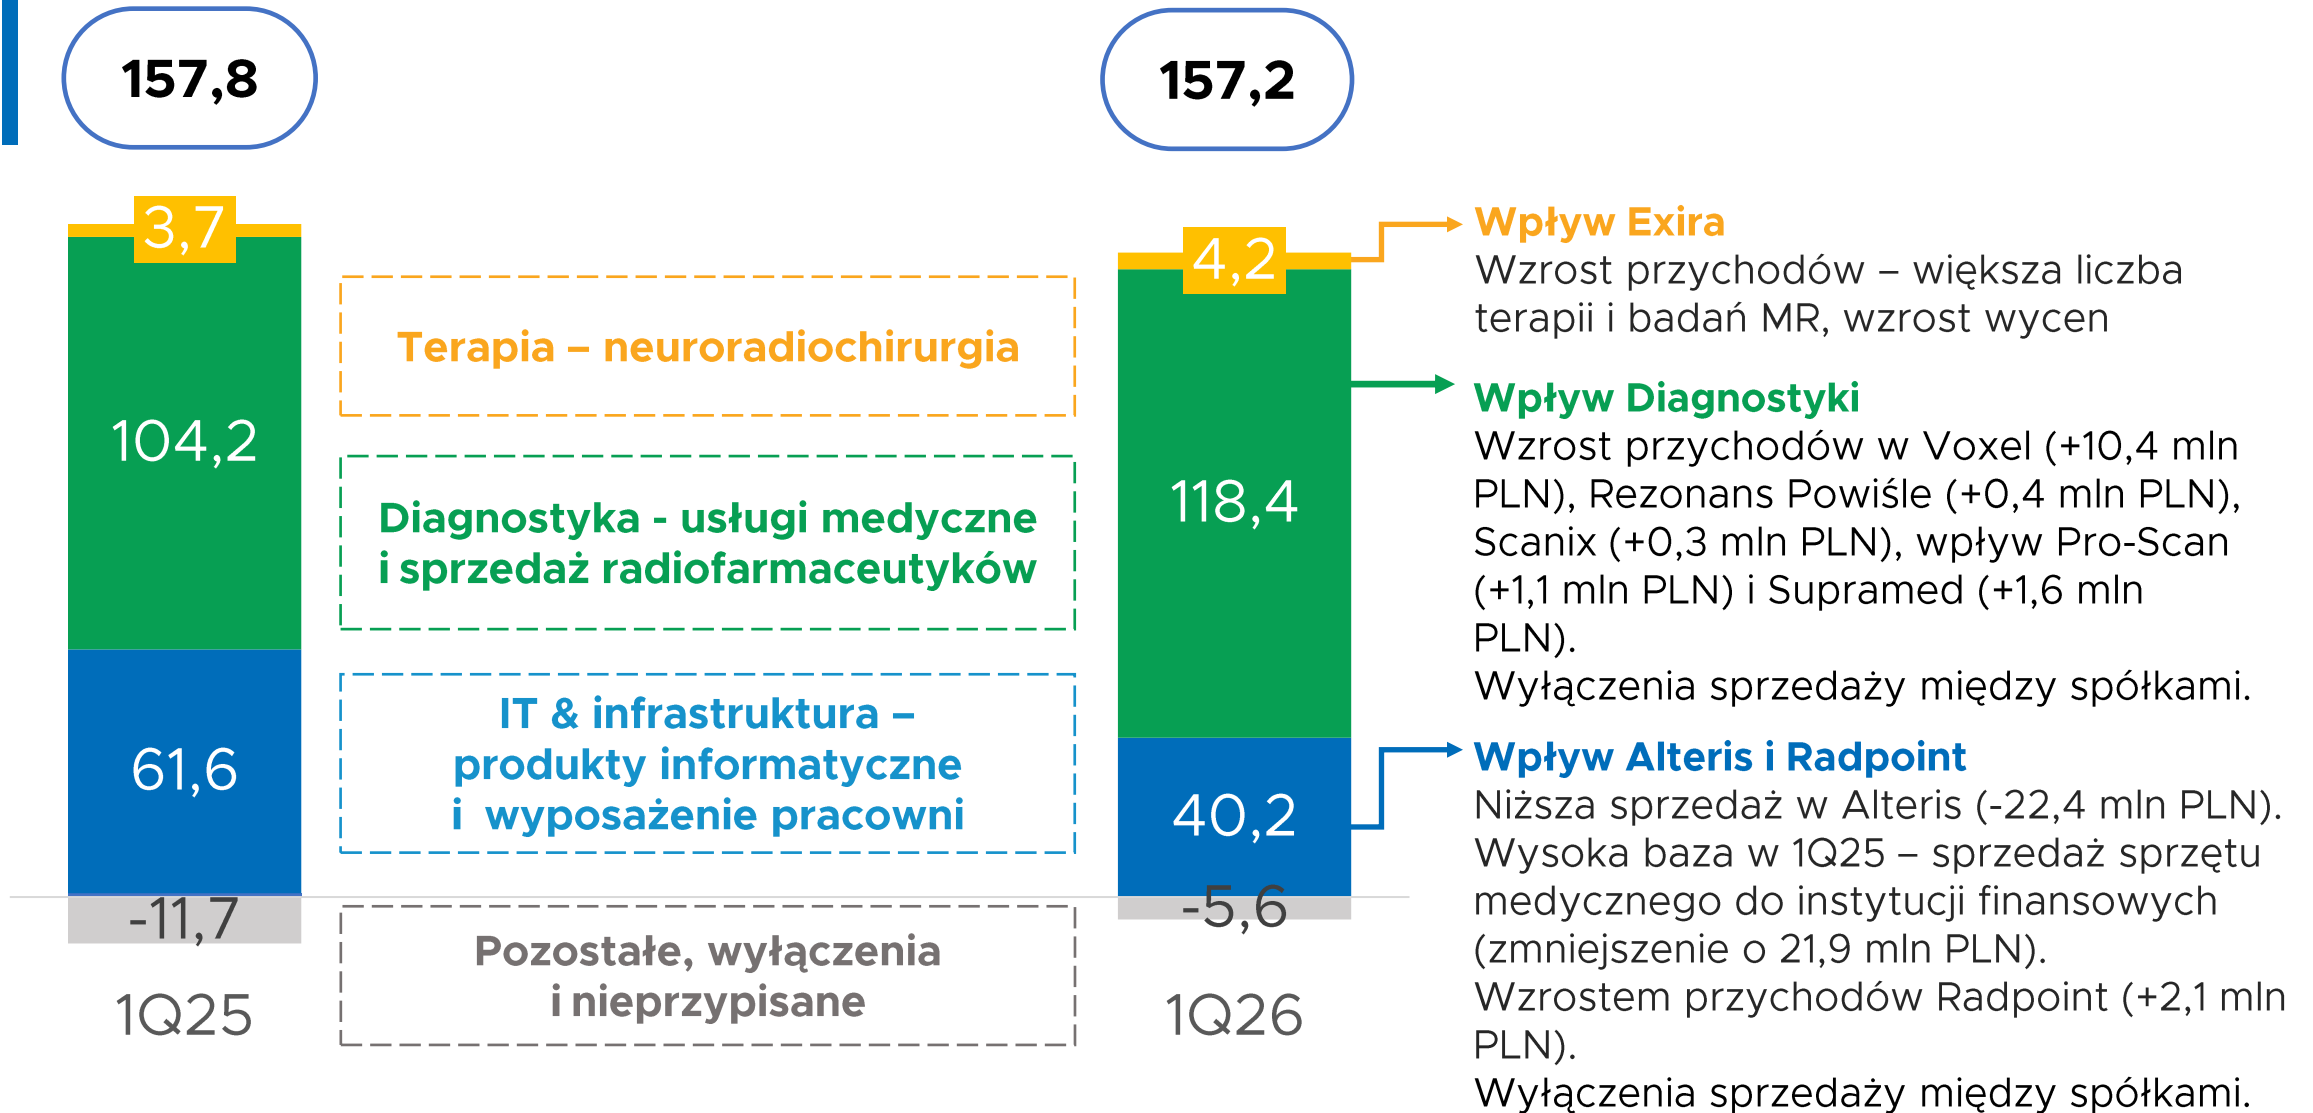 157,8
157,2
3,7
104,2
61,6
-11,7
1Q25
Terapia – neuroradiochirurgia
Diagnostyka - usługi medyczne
i sprzedaż radiofarmaceutyków
IT & infrastruktura –
produkty informatyczne
i wyposażenie pracowni
Pozostałe, wyłączenia
i nieprzypisane
4,2
118,4
40,2
-5,6
1Q26
Wpływ Exira
Wzrost przychodów – większa liczba
terapii i badań MR, wzrost wycen
Wpływ Diagnostyki
Wzrost przychodów w Voxel (+10,4 mln
PLN), Rezonans Powiśle (+0,4 mln PLN),
Scanix (+0,3 mln PLN), wpływ Pro-Scan
(+1,1 mln PLN) i Supramed (+1,6 mln
PLN).
Wyłączenia sprzedaży między spółkami.
Wpływ Alteris i Radpoint
Niższa sprzedaż w Alteris (-22,4 mln PLN).
Wysoka baza w 1Q25 – sprzedaż sprzętu
medycznego do instytucji finansowych
(zmniejszenie o 21,9 mln PLN).
Wzrostem przychodów Radpoint (+2,1 mln
PLN).
Wyłączenia sprzedaży między spółkami.